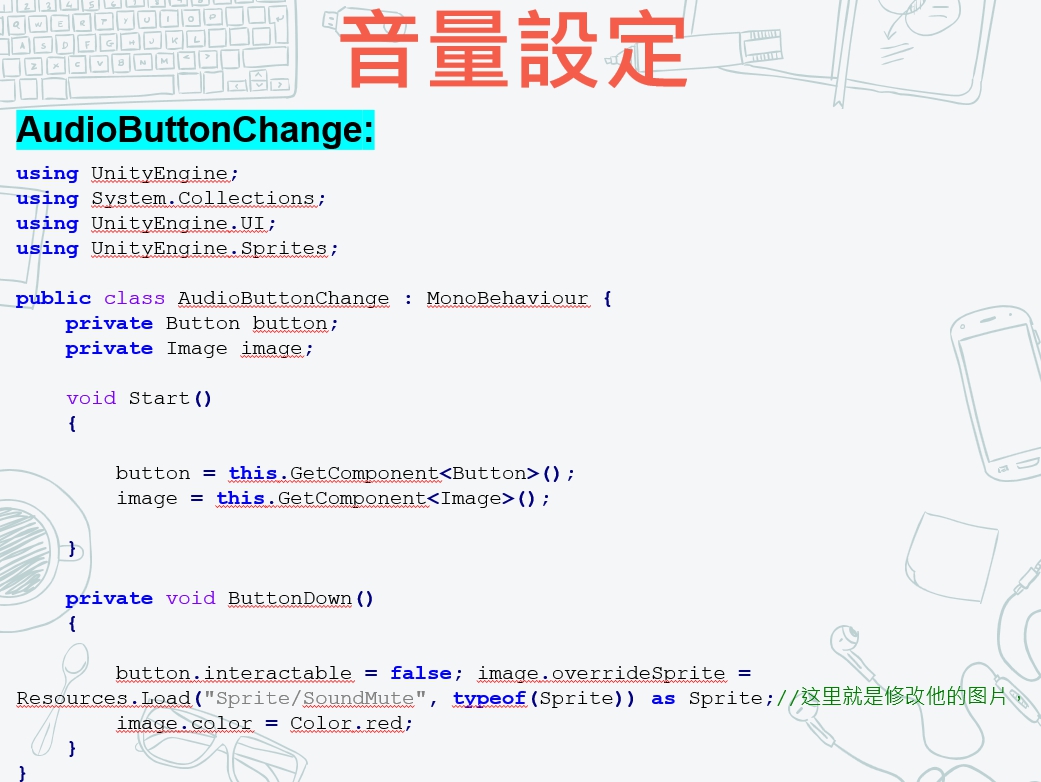 音量設定
AudioButtonChange:
using UnityEngine;
using System.Collections;
using UnityEngine.UI;
using UnityEngine.Sprites;
public class AudioButtonChange : MonoBehaviour {
private Button button;
private Image image;
void Start()
{
button = this.GetComponent<Button>();
image = this.GetComponent<Image>();
}
private void ButtonDown()
{
button.interactable = false; image.overrideSprite =
Resources.Load("Sprite/SoundMute", typeof(Sprite)) as Sprite;//这里就是修改他的图片，
image.color = Color.red;
}
}